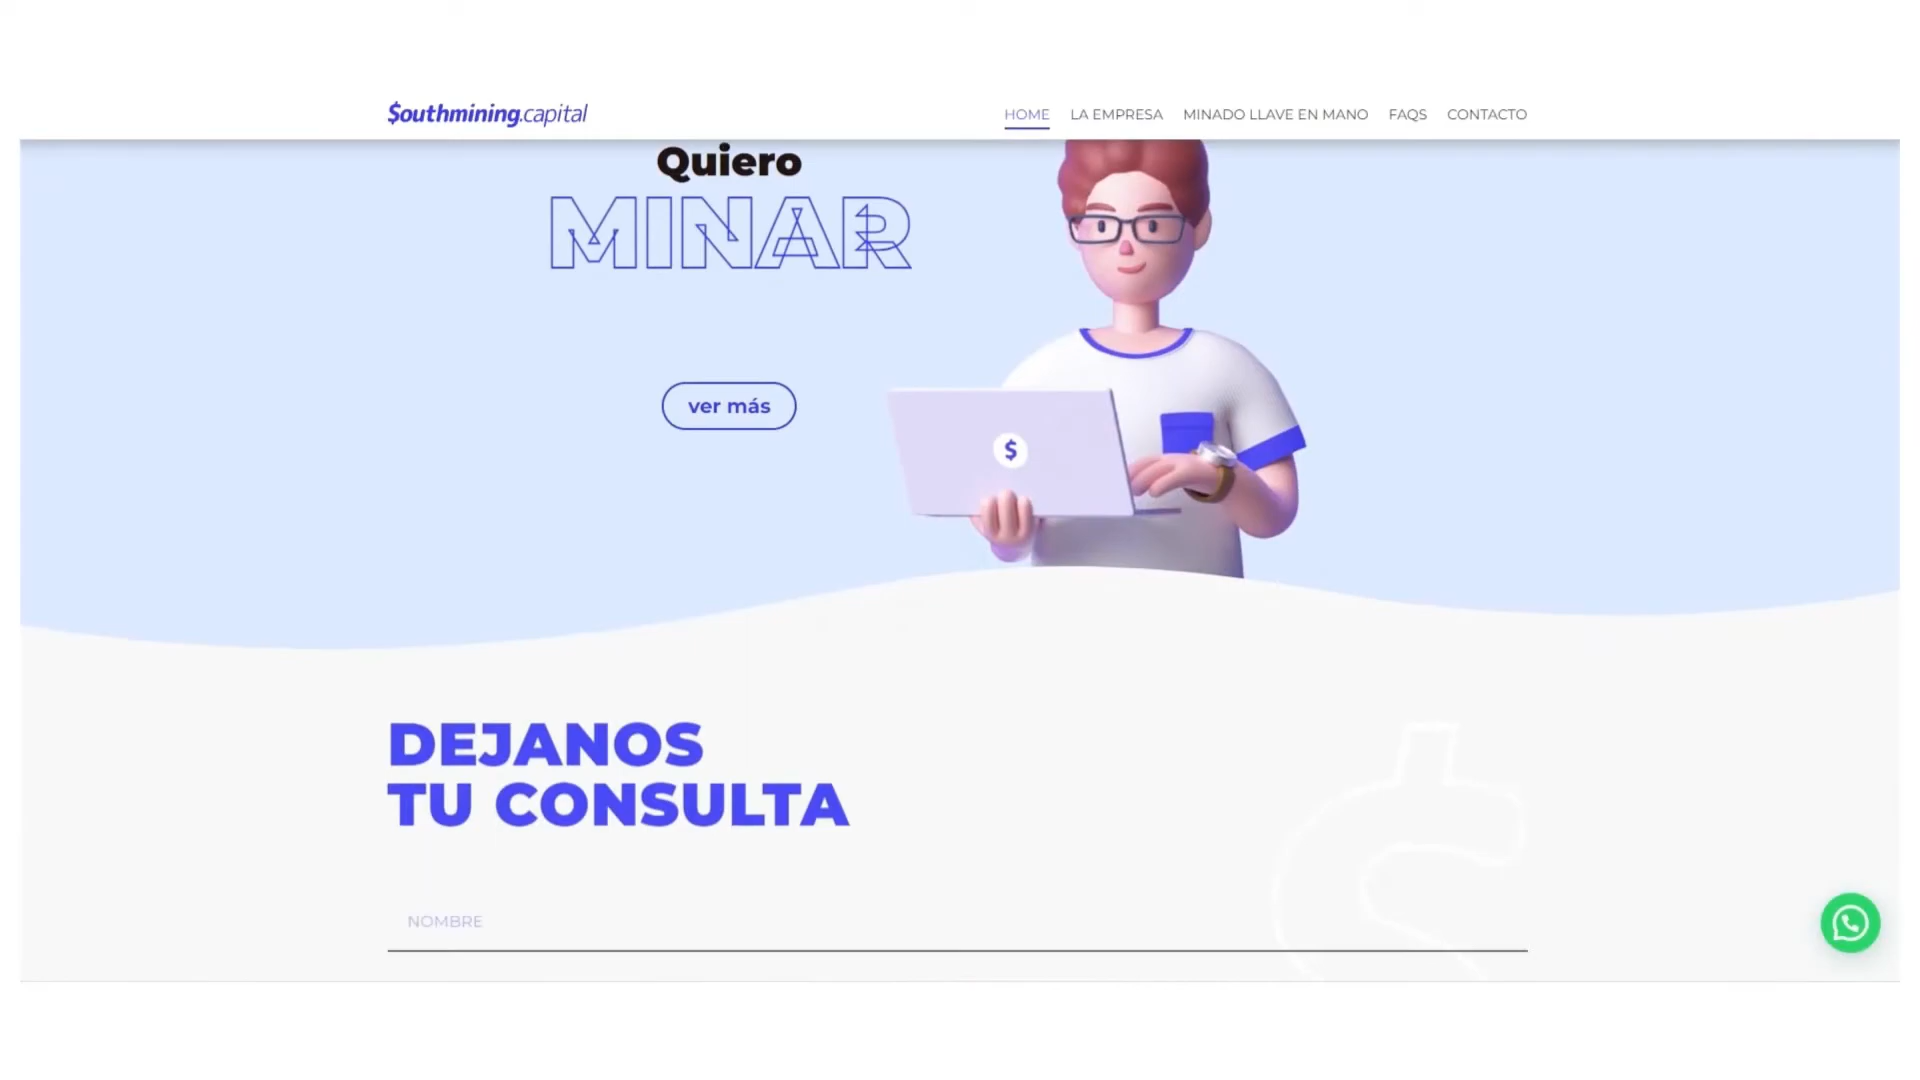 $outhmining.capital
HOME LA EMPRESA MINADO LLAVE EN MANO FAQS CONTACTO
Quiero
MINAR
ver más
$
DEJANOS
TU CONSULTA
NOMBRE